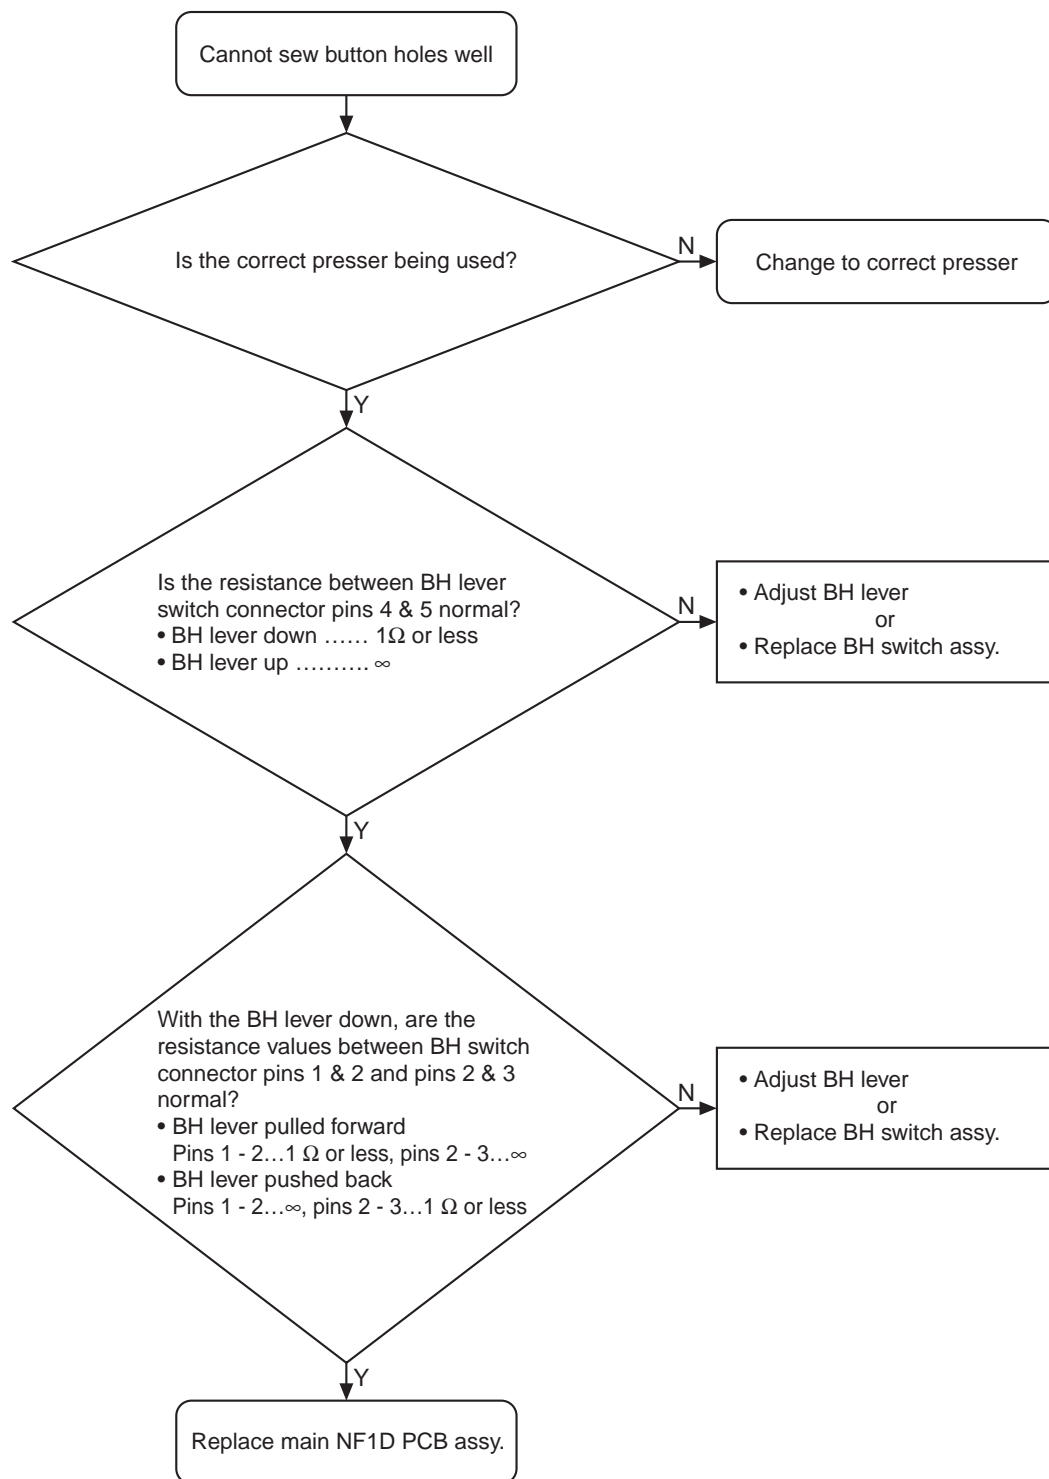 Cannot sew button holes well
Is the correct presser being used?
N
Change to correct presser
Y
Is the resistance between BH lever
switch connector pins 4 & 5 normal?
• BH lever down …… 1Ω or less
• BH lever up ………. ∞
N
• Adjust BH lever
or
• Replace BH switch assy.
Y
With the BH lever down, are the
resistance values between BH switch
connector pins 1 & 2 and pins 2 & 3
normal?
• BH lever pulled forward
Pins 1 - 2…1 Ω or less, pins 2 - 3…∞
• BH lever pushed back
Pins 1 - 2…∞, pins 2 - 3…1 Ω or less
N
• Adjust BH lever
or
• Replace BH switch assy.
Y
Replace main NF1D PCB assy.